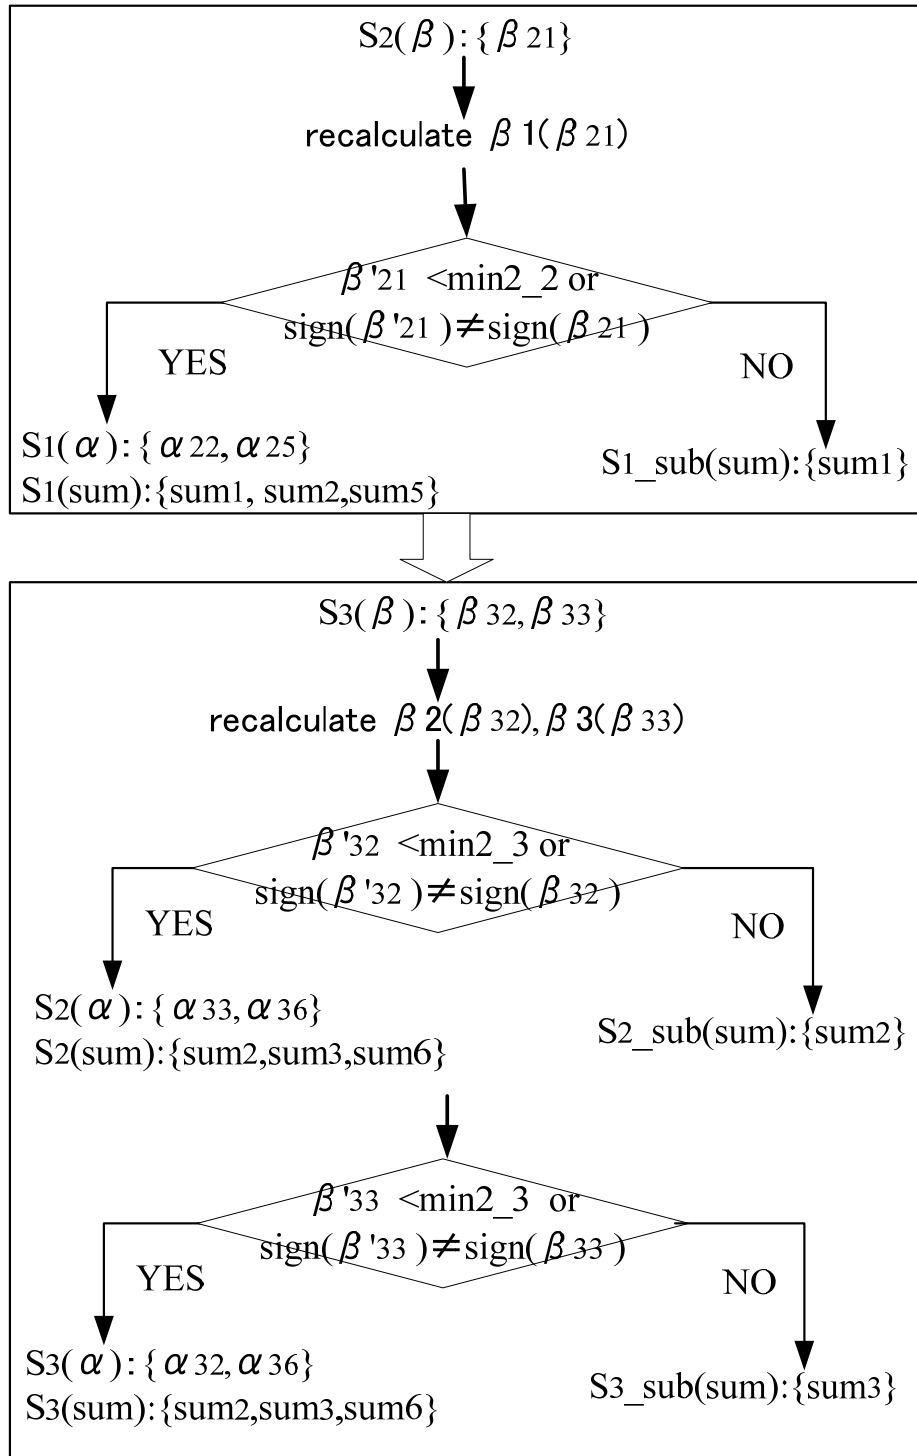 S2(β):{β21}
recalculate β1(β21)
β'21 <min2_2 or
sign(β'21)≠sign(β21)
YES
NO
S1(α):{α22,α25}
S1(sum):{sum1, sum2,sum5}
S1_sub(sum):{sum1}
S3(β):{β32,β33}
recalculate β2(β32),β3(β33)
β'32 <min2_3 or
sign(β'32)≠sign(β32)
YES
NO
S2(α):{α33,α36}
S2(sum):{sum2,sum3,sum6}
S2_sub(sum):{sum2}
β'33 <min2_3 or
sign(β'33)≠sign(β33)
YES
NO
S3(α):{α32,α36}
S3(sum):{sum2,sum3,sum6}
S3_sub(sum):{sum3}